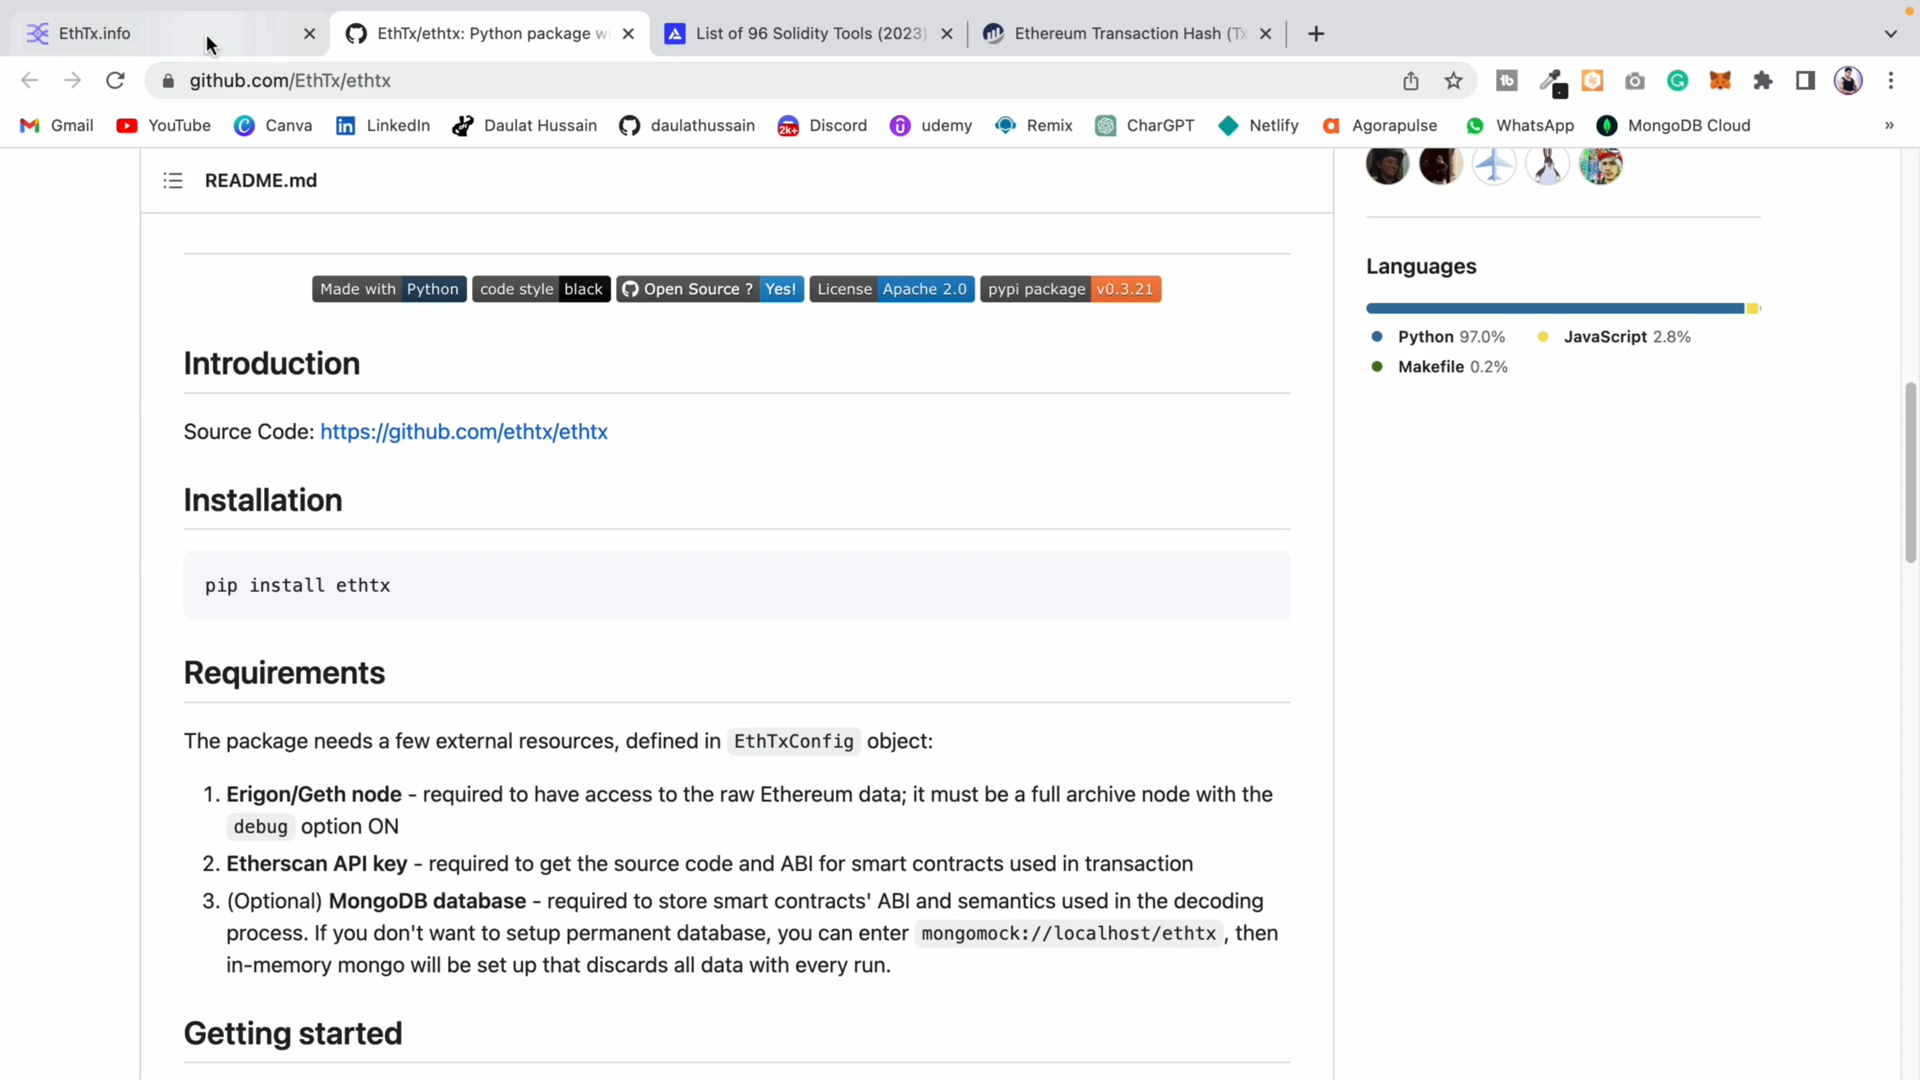 EthTx.info
EthTx/ethtx: Python package wi
List of 96 Solidity Tools (2023)
Ethereum Transaction Hash (Tx
github.com/EthTx/ethtx
Gmail
YouTube
Canva
LinkedIn
Daulat Hussain
daulathussain
2k+
Discord
udemy
Remix
CharGPT
Netlify
Agorapulse
WhatsApp
MongoDB Cloud
»
README.md
Made with Python
code style black
Open Source ? Yes!
License Apache 2.0
pypi package v0.3.21
Introduction
Source Code: https://github.com/ethtx/ethtx
Installation
pip install ethtx
Requirements
The package needs a few external resources, defined in EthTxConfig object:
1. Erigon/Geth node - required to have access to the raw Ethereum data; it must be a full archive node with the
debug option ON
2. Etherscan API key - required to get the source code and ABI for smart contracts used in transaction
3. (Optional) MongoDB database - required to store smart contracts' ABI and semantics used in the decoding
process. If you don't want to setup permanent database, you can enter mongomock://localhost/ethtx, then
in-memory mongo will be set up that discards all data with every run.
Getting started
Languages
Python 97.0%
JavaScript 2.8%
Makefile 0.2%